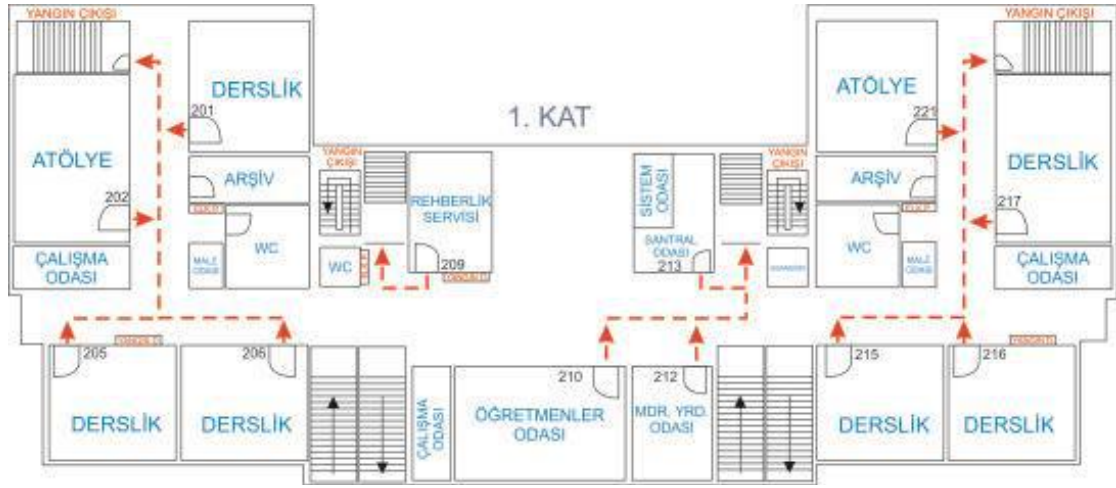 YANGIN ÇIKIŞI
YANGIN ÇIKIŞI
DERSLİK
201
ATÖLYE
221
1. KAT
ATÖLYE
202
DERSLİK
217
YANGIN
ÇIKIŞI
YANGIN
ÇIKIŞI
ARŞİV
ARŞİV
REHBERLİK
SERVİSİ
209
SİSTEM
ODASI
SANTRAL
ODASI
213
WC
WC
WC
MALZ.
ODASI
MALZ.
ODASI
ÇALIŞMA
ODASI
ÇALIŞMA
ODASI
205
DERSLİK
206
DERSLİK
ÇALIŞMA
ODASI
210
ÖĞRETMENLER
ODASI
212
MDR. YRD.
ODASI
215
DERSLİK
216
DERSLİK